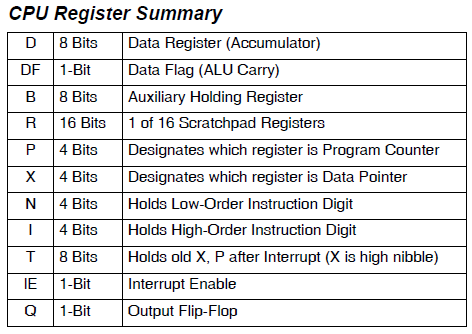 CPU Register Summary
D 8 Bits Data Register (Accumulator)
DF 1-Bit Data Flag (ALU Carry)
B 8 Bits Auxiliary Holding Register
R 16 Bits 1 of 16 Scratchpad Registers
P 4 Bits Designates which register is Program Counter
X 4 Bits Designates which register is Data Pointer
N 4 Bits Holds Low-Order Instruction Digit
I 4 Bits Holds High-Order Instruction Digit
T 8 Bits Holds old X, P after Interrupt (X is high nibble)
IE 1-Bit Interrupt Enable
Q 1-Bit Output Flip-Flop